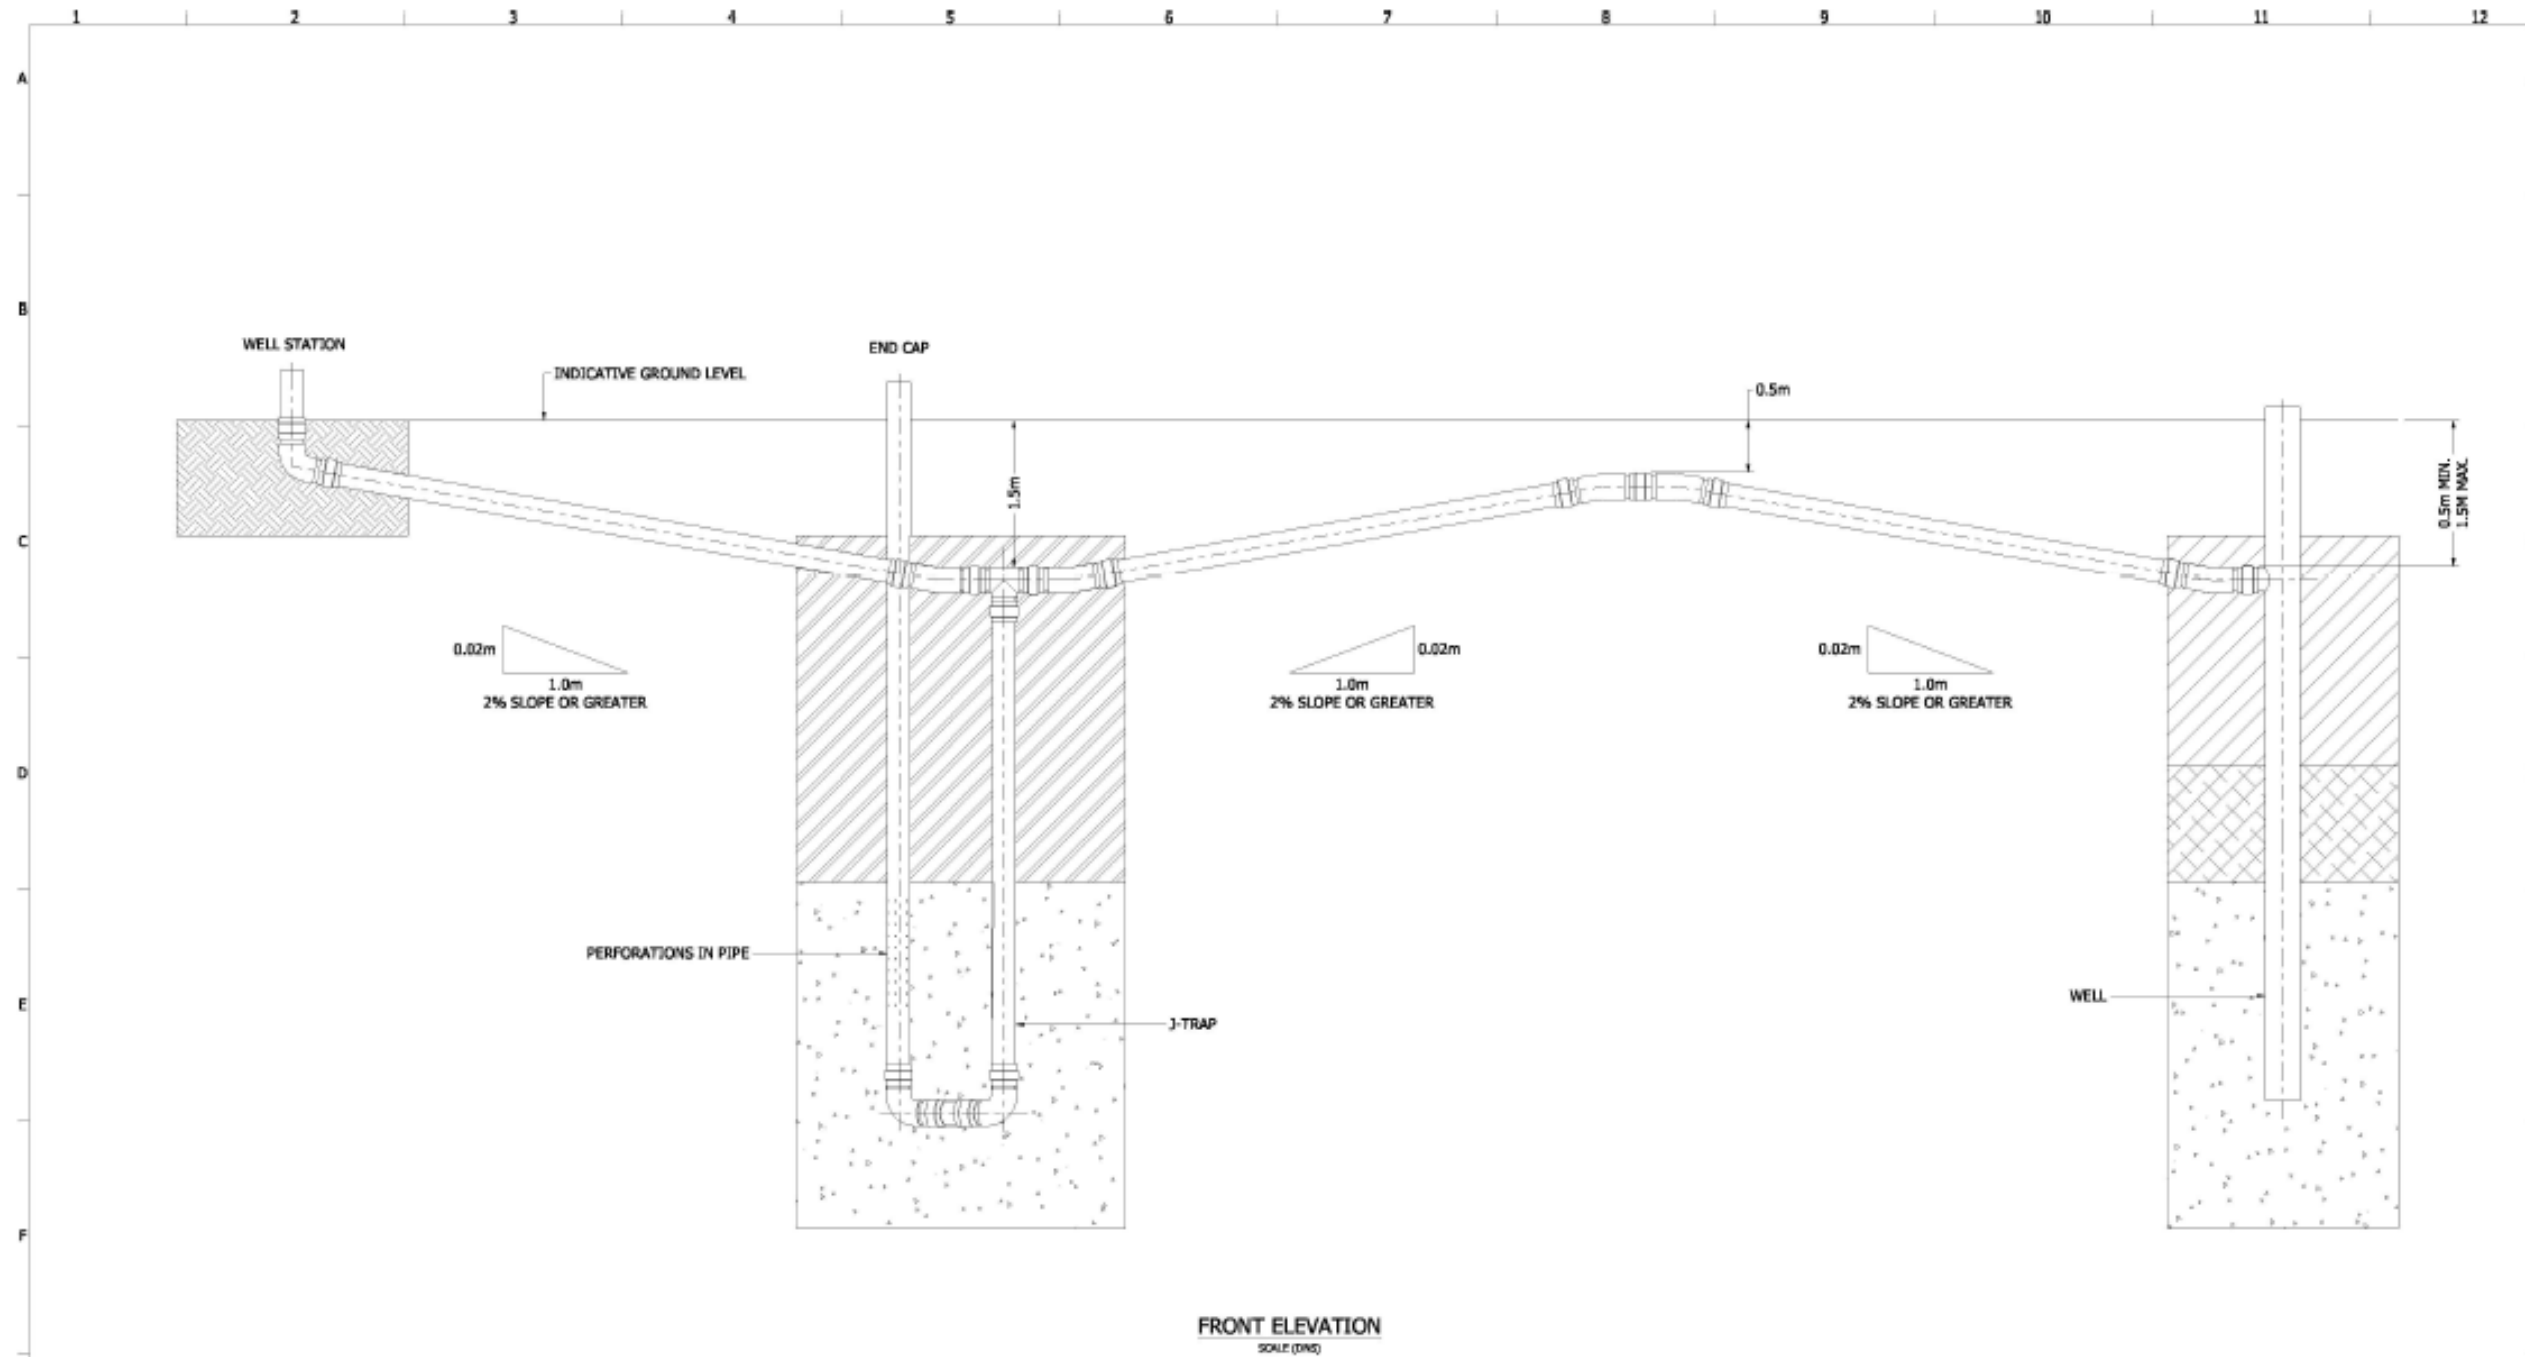 1 2 3 4 5 6 7 8 9 10 11 12
A
B
C
D
E
F
WELL STATION
END CAP
INDICATIVE GROUND LEVEL
0.5m
1.5m
0.5m MIN.
1.5M MAX.
0.02m
1.0m
2% SLOPE OR GREATER
0.02m
1.0m
2% SLOPE OR GREATER
0.02m
1.0m
2% SLOPE OR GREATER
PERFORATIONS IN PIPE
J-TRAP
WELL
FRONT ELEVATION
SCALE (DNS)